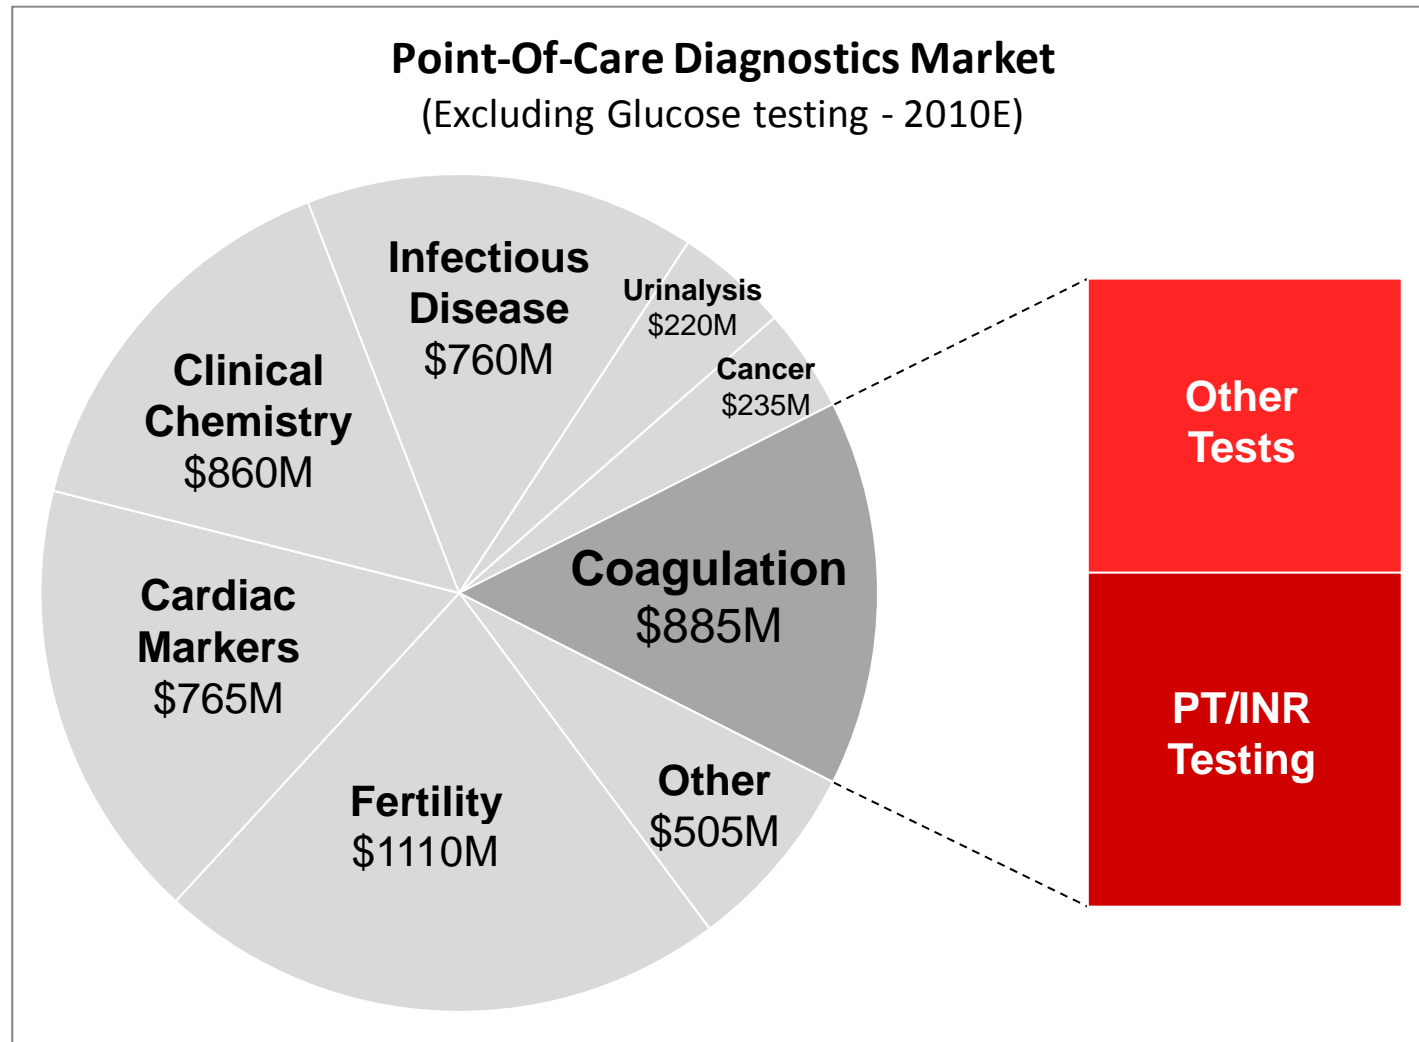 Point-Of-Care Diagnostics Market
(Excluding Glucose testing - 2010E)
Infectious
Disease
$760M
Urinalysis
$220M
Cancer
$235M
Clinical
Chemistry
$860M
Coagulation
$885M
Cardiac
Markers
$765M
Fertility
$1110M
Other
$505M
Other
Tests
PT/INR
Testing